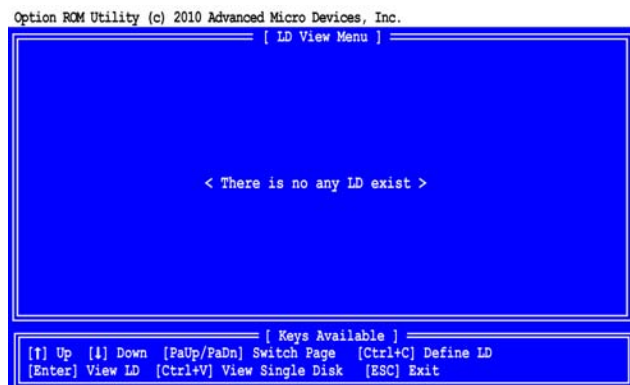 Option ROM Utility (c) 2010 Advanced Micro Devices, Inc.
[ LD View Menu ]
< There is no any LD exist >
[ Keys Available ]
[↑] Up [↓] Down [PaUp/PaDn] Switch Page [Ctrl+C] Define LD
[Enter] View LD [Ctrl+V] View Single Disk [ESC] Exit